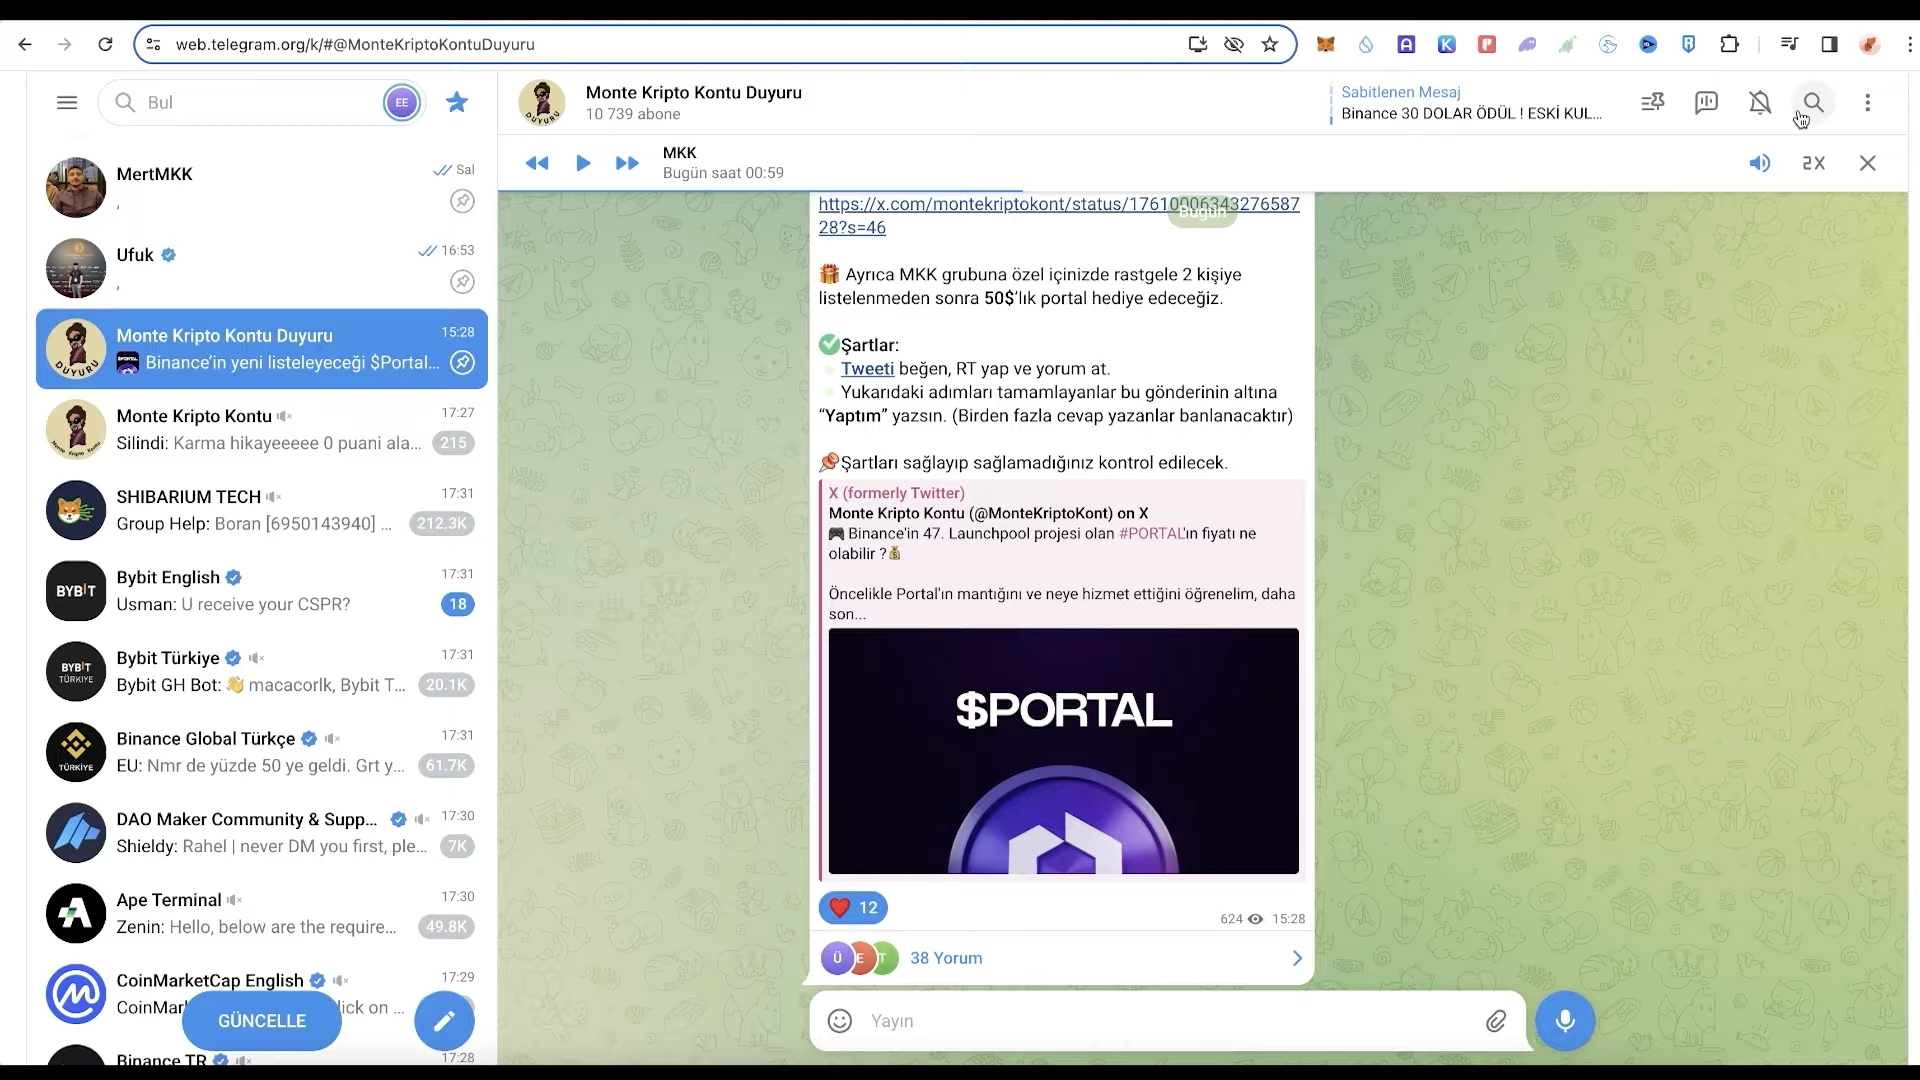 web.telegram.org/k/#@MonteKriptoKontuDuyuru
Bul
EE
MertMKK
Sal
,
Ufuk
16:53
,
Monte Kripto Kontu Duyuru
15:28
Binance'in yeni listeleyeceği $Portal...
Monte Kripto Kontu
17:27
Silindi: Karma hikayeeeee 0 puani ala...
215
SHIBARIUM TECH
17:31
Group Help: Boran [6950143940] ...
212.3K
BYBIT
Bybit English
17:31
Usman: U receive your CSPR?
18
BYBIT
TÜRKİYE
Bybit Türkiye
17:31
Bybit GH Bot: 👋 macacorlk, Bybit T...
20.1K
TÜRKİYE
Binance Global Türkçe
17:31
EU: Nmr de yüzde 50 ye geldi. Grt y...
61.7K
DAO Maker Community & Supp...
17:30
Shieldy: Rahel | never DM you first, ple...
7K
Ape Terminal
17:30
Zenin: Hello, below are the require...
49.8K
CoinMarketCap English
17:29
CoinMar
lick on ...
GÜNCELLE
Binance TR
17:28
DUYURU
Monte Kripto Kontu Duyuru
10 739 abone
Sabitlenen Mesaj
Binance 30 DOLAR ÖDÜL ! ESKİ KUL...
MKK
Bugün saat 00:59
2X
https://x.com/montekriptokont/status/17610006343276587
28?s=46
Bugün
🎁 Ayrıca MKK grubuna özel içinizde rastgele 2 kişiye
listelenmeden sonra 50$'lık portal hediye edeceğiz.
✅Şartlar:
Tweeti beğen, RT yap ve yorum at.
Yukarıdaki adımları tamamlayanlar bu gönderinin altına
“Yaptım” yazsın. (Birden fazla cevap yazanlar banlanacaktır)
📌Şartları sağlayıp sağlamadığınız kontrol edilecek.
X (formerly Twitter)
Monte Kripto Kontu (@MonteKriptoKont) on X
🎮 Binance'in 47. Launchpool projesi olan #PORTAL'ın fiyatı ne
olabilir ?💰
Öncelikle Portal'ın mantığını ve neye hizmet ettiğini öğrenelim, daha
son...
$PORTAL
❤️ 12
624
15:28
Ü
E
T
38 Yorum
Yayın